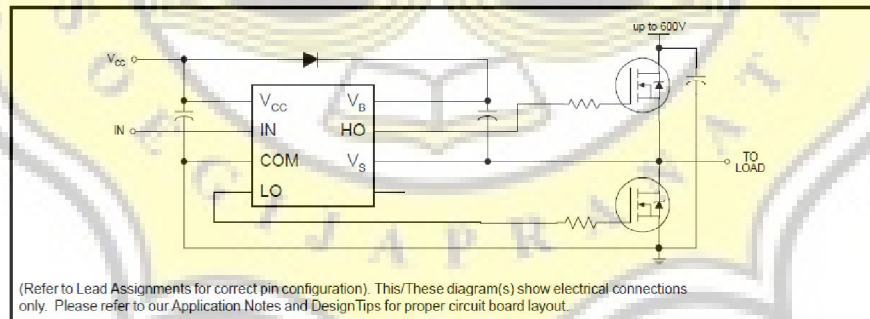 up to 600V
VCC
VCC
VB
IN
IN
HO
COM
VS
TO
LOAD
LO
G I J A P R A N A T A
(Refer to Lead Assignments for correct pin configuration). This/These diagram(s) show electrical connections
only. Please refer to our Application Notes and DesignTips for proper circuit board layout.